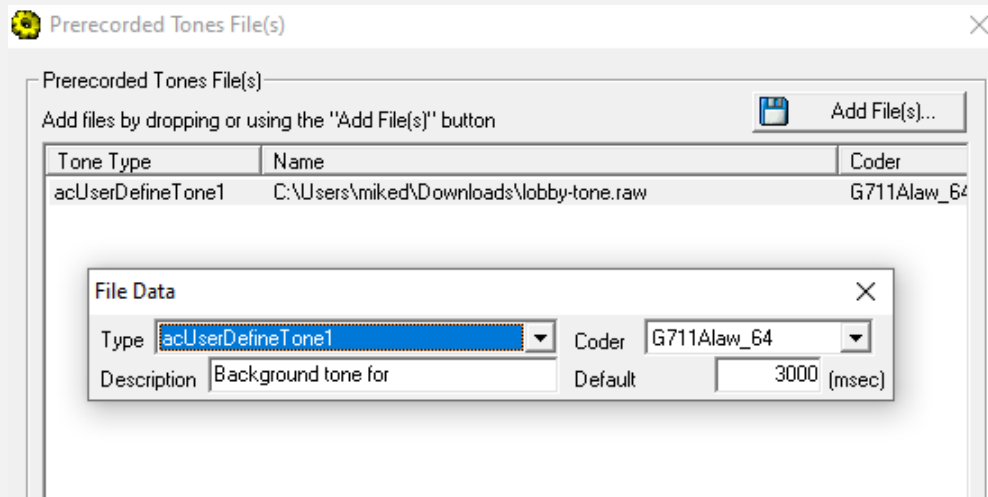 Prerecorded Tones File(s)
Prerecorded Tones File(s)
Add files by dropping or using the "Add File(s)" button
Add File(s)...
Tone Type Name Coder
acUserDefineTone1 C:\Users\miked\Downloads\lobby-tone.raw G711Alaw_64
File Data
Type acUserDefineTone1 Coder G711Alaw_64
Description Background tone for Default 3000 (msec)